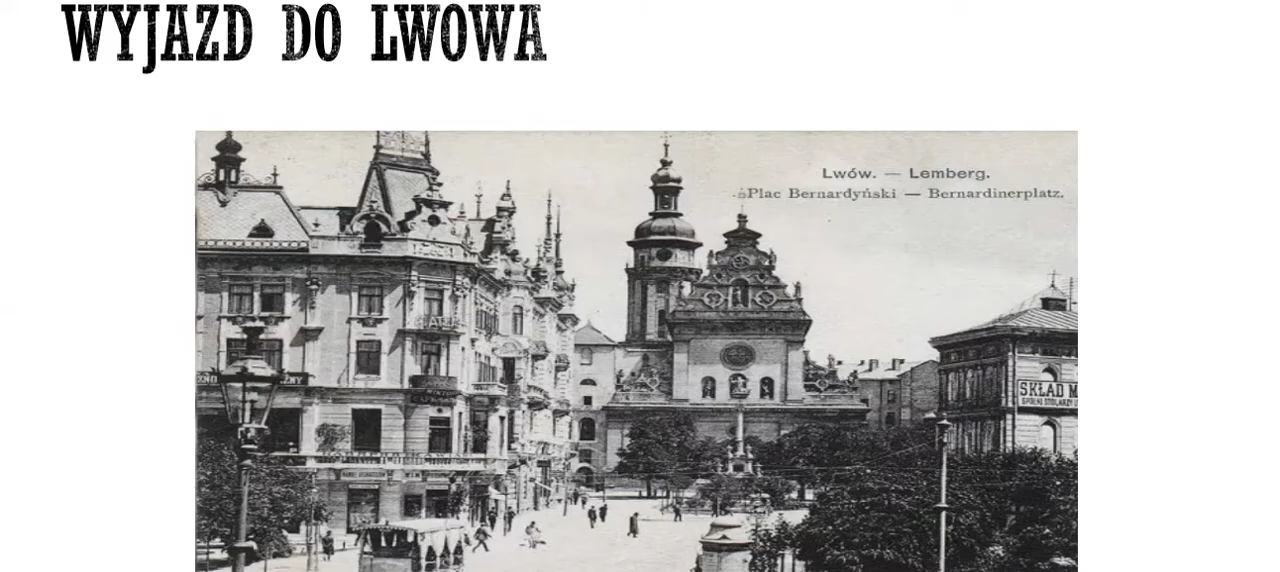 WYJAZD DO LWOWA
Lwów. — Lemberg.
Plac Bernardyński — Bernardinerplatz.
SKŁAD M